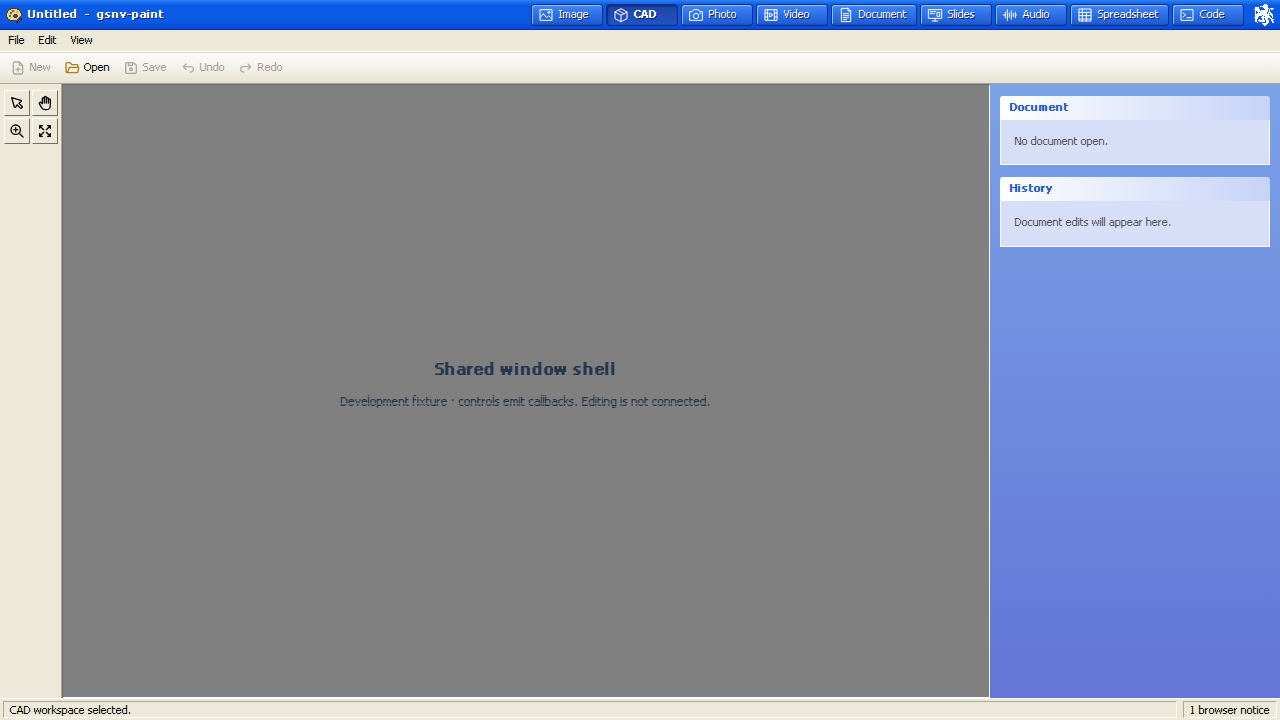 Untitled - gsnv-paint
Image
CAD
Photo
Video
Document
Slides
Audio
Spreadsheet
Code
File
Edit
View
New
Open
Save
Undo
Redo
Document
No document open.
History
Document edits will appear here.
Shared window shell
Development fixture · controls emit callbacks. Editing is not connected.
CAD workspace selected.
1 browser notice